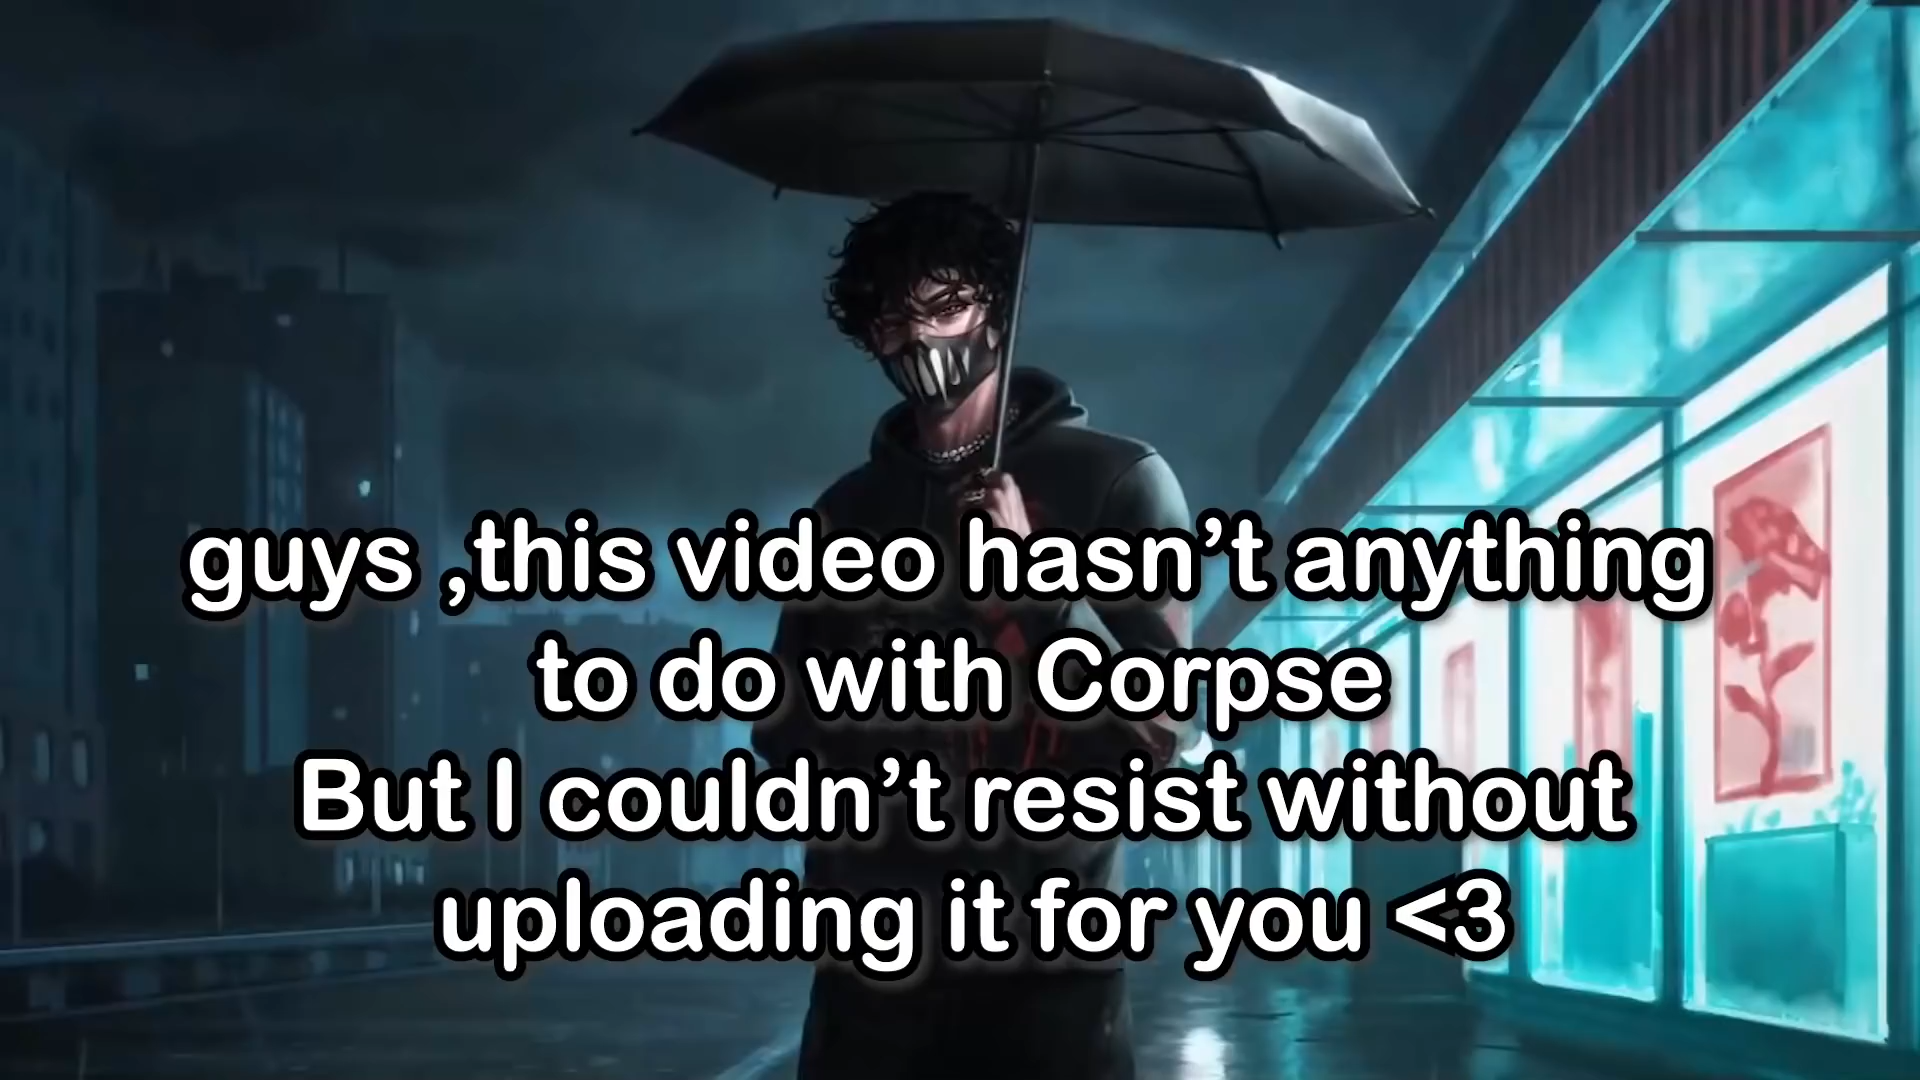 guys ,this video hasn’t anything
to do with Corpse
But I couldn’t resist without
uploading it for you <3